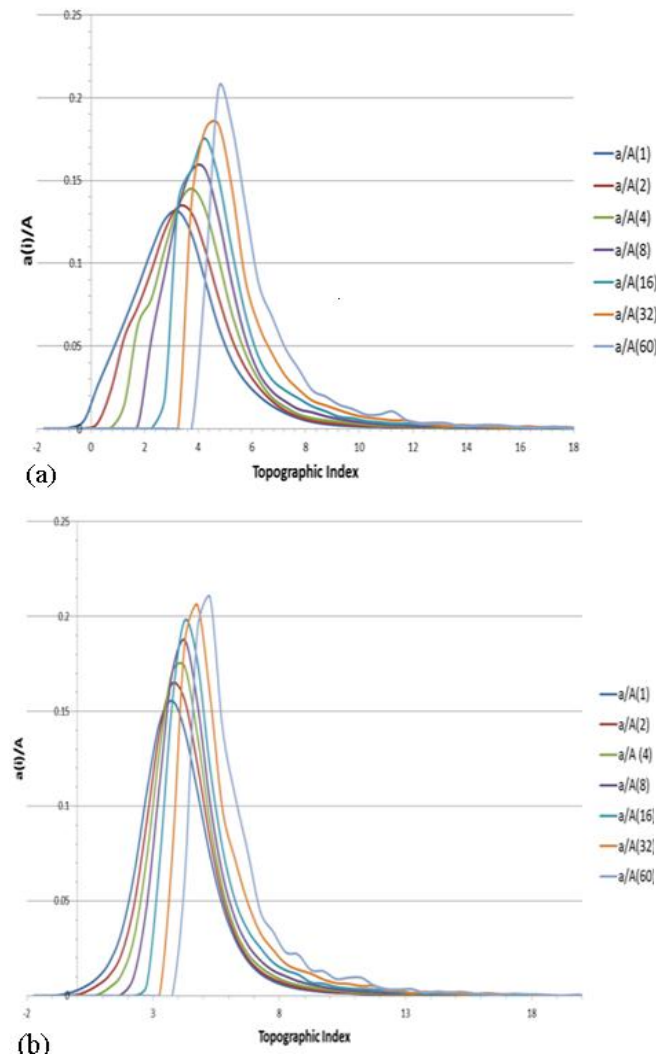 0.25
0.2
0.15
0.1
0.05
0
a(i)/A
-2 0 2 4 6 8 10 12 14 16 18
Topographic Index
a/A(1)
a/A(2)
a/A(4)
a/A(8)
a/A(16)
a/A(32)
a/A(60)
(a)
0.25
0.2
0.15
0.1
0.05
0
a(i)/A
-2 3 8 13 18
Topographic Index
a/A(1)
a/A(2)
a/A (4)
a/A(8)
a/A(16)
a/A(32)
a/A(60)
(b)